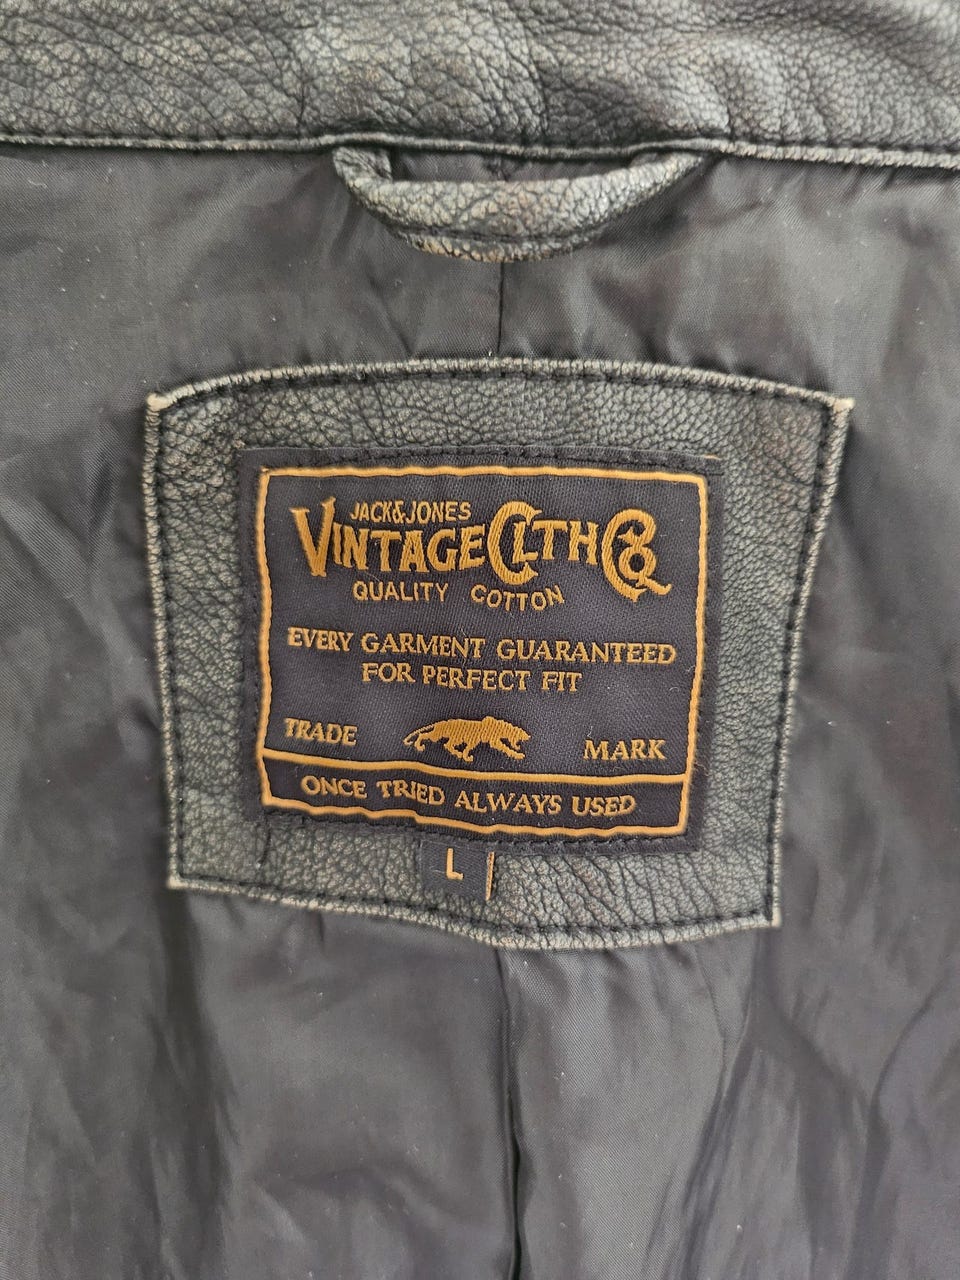 JACK&JONES
VINTAGE CLTH CO
QUALITY COTTON
EVERY GARMENT GUARANTEED
FOR PERFECT FIT
TRADE MARK
ONCE TRIED ALWAYS USED
L